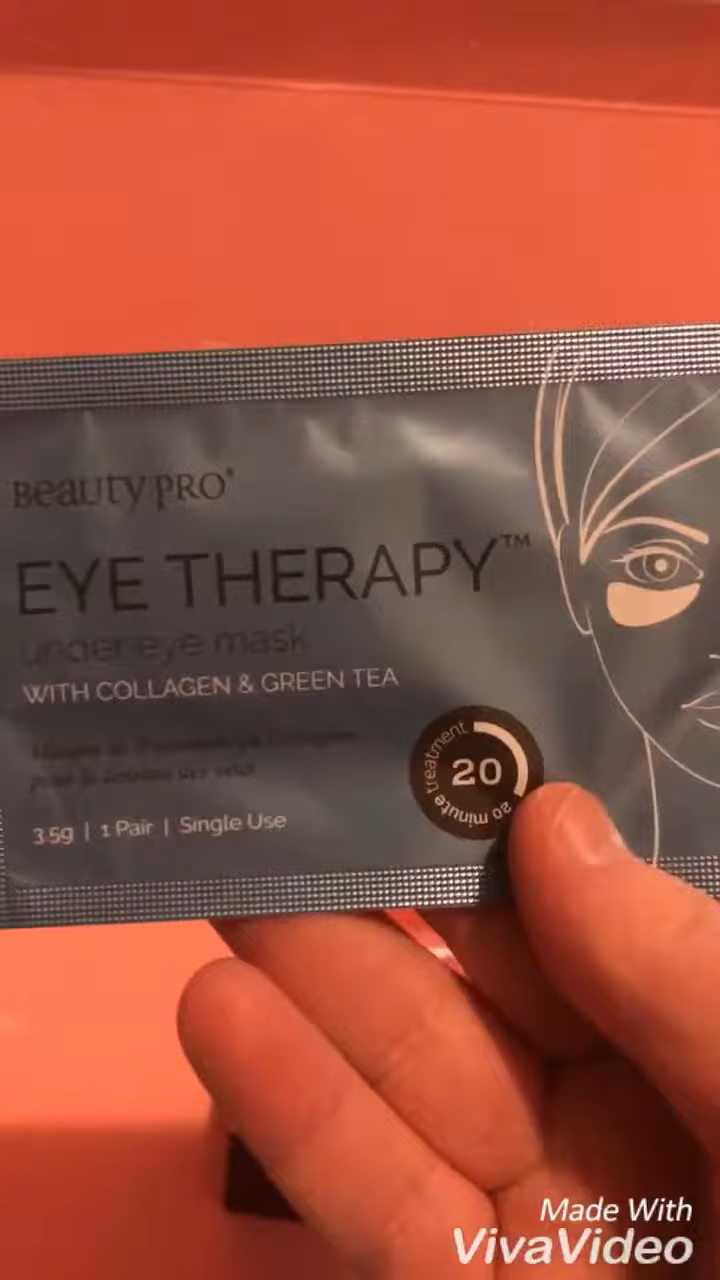 BeautyPRO®
EYE THERAPY™
under eye mask
WITH COLLAGEN & GREEN TEA
3.5g | 1 Pair | Single Use
20
20 minute treatment
Made With
VivaVideo